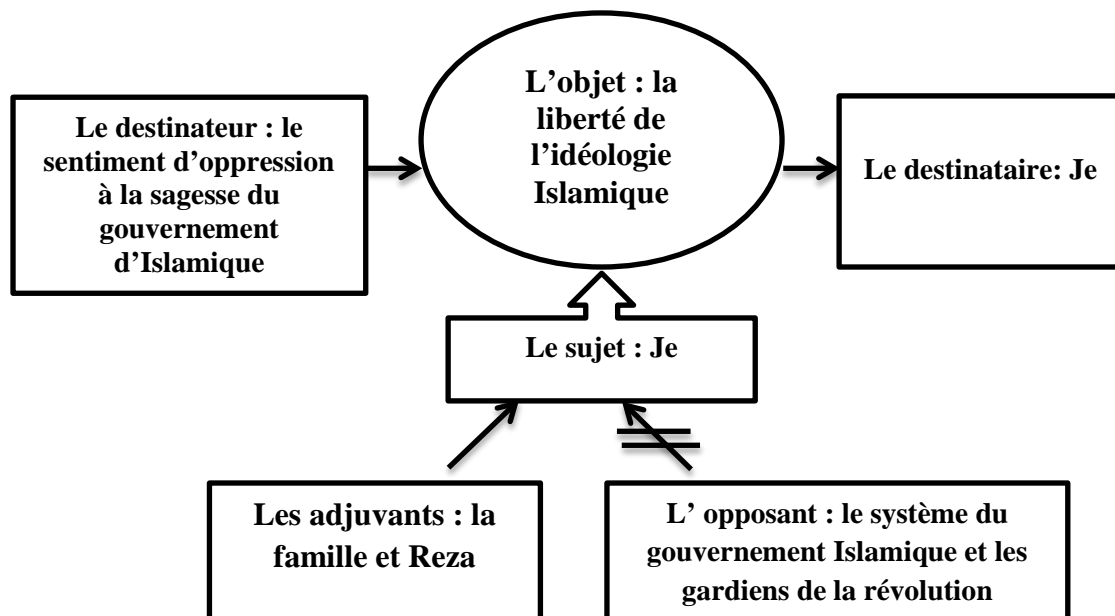 L’objet : la
liberté de
l’idéologie
Islamique
Le destinateur : le
sentiment d’oppression
à la sagesse du
gouvernement
d’Islamique
Le destinataire: Je
Le sujet : Je
Les adjuvants : la
famille et Reza
L’ opposant : le système du
gouvernement Islamique et les
gardiens de la révolution